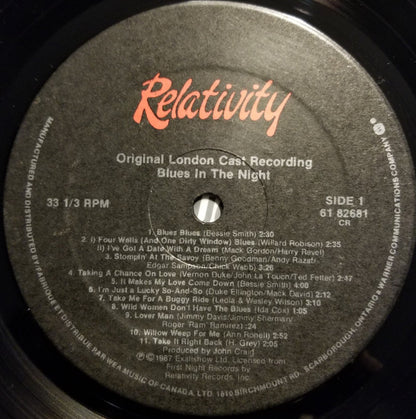 Relativity
Original London Cast Recording
Blues In The Night
33 1/3 RPM
SIDE 1
61 82681
CR
1. Blues Blues (Bessie Smith) 2:30
2. i) Four Walls (And One Dirty Window) Blues (Willard Robison) 2:35
ii) I've Got A Date With A Dream (Mack Gordon/Harry Revel)
3. Stompin' At The Savoy (Benny Goodman/Andy Razaf/
Edgar Sampson/Chick Webb) 3:26
4. Taking A Chance On Love (Vernon Duke/John La Touch/Ted Fetter) 2:47
5. It Makes My Love Come Down (Bessie Smith) 4:00
6. I'm Just a Lucky So-And-So (Duke Ellington/Mack David) 2:11
7. Take Me For A Buggy Ride (Leola & Wesley Wilson) 3:39
8. Wild Women Don't Have The Blues (Ida Cox) 1:51
9. Lover Man (Jimmy Davis/Jimmy Sherman/
Roger 'Ram' Ramirez) :24
10. Willow Weep For Me (Ann Ronell) 2:52
11. Take It Right Back (H. Grey) 2:05
Produced by John Craig
℗©1987 Exallshow Ltd. Licensed from
First Night Records by
Relativity Records, Inc.
MANUFACTURED AND DISTRIBUTED BY/FABRIQUE ET DISTRIBUE PAR WEA MUSIC OF CANADA, LTD. 1810 BIRCHMOUNT RD. SCARBOROUGH, ONTARIO A WARNER COMMUNICATIONS COMPANY